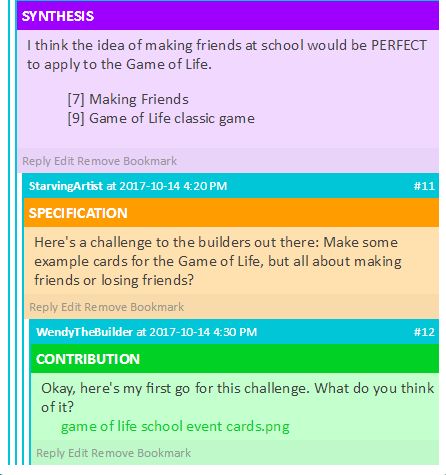 SYNTHESIS
I think the idea of making friends at school would be PERFECT
to apply to the Game of Life.
[7] Making Friends
[9] Game of Life classic game
Reply Edit Remove Bookmark
StarvingArtist at 2017-10-14 4:20 PM #11
SPECIFICATION
Here's a challenge to the builders out there: Make some
example cards for the Game of Life, but all about making
friends or losing friends?
Reply Edit Remove Bookmark
WendyTheBuilder at 2017-10-14 4:30 PM #12
CONTRIBUTION
Okay, here's my first go for this challenge. What do you think
of it?
game of life school event cards.png
Reply Edit Remove Bookmark